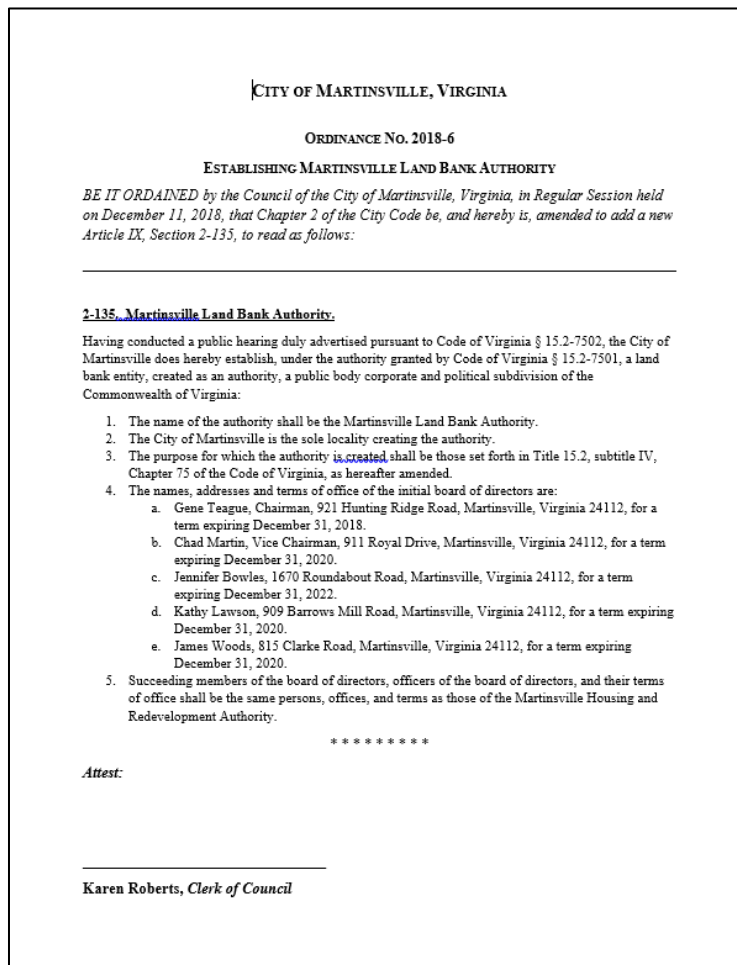 CITY OF MARTINSVILLE, VIRGINIA
ORDINANCE NO. 2018-6
ESTABLISHING MARTINSVILLE LAND BANK AUTHORITY
BE IT ORDAINED by the Council of the City of Martinsville, Virginia, in Regular Session held
on December 11, 2018, that Chapter 2 of the City Code be, and hereby is, amended to add a new
Article IX, Section 2-135, to read as follows:
2-135. Martinsville Land Bank Authority.
Having conducted a public hearing duly advertised pursuant to Code of Virginia § 15.2-7502, the City of
Martinsville does hereby establish, under the authority granted by Code of Virginia § 15.2-7501, a land
bank entity, created as an authority, a public body corporate and political subdivision of the
Commonwealth of Virginia:
1. The name of the authority shall be the Martinsville Land Bank Authority.
2. The City of Martinsville is the sole locality creating the authority.
3. The purpose for which the authority is created shall be those set forth in Title 15.2, subtitle IV,
Chapter 75 of the Code of Virginia, as hereafter amended.
4. The names, addresses and terms of office of the initial board of directors are:
a. Gene Teague, Chairman, 921 Hunting Ridge Road, Martinsville, Virginia 24112, for a
term expiring December 31, 2018.
b. Chad Martin, Vice Chairman, 911 Royal Drive, Martinsville, Virginia 24112, for a term
expiring December 31, 2020.
c. Jennifer Bowles, 1670 Roundabout Road, Martinsville, Virginia 24112, for a term
expiring December 31, 2022.
d. Kathy Lawson, 909 Barrows Mill Road, Martinsville, Virginia 24112, for a term expiring
December 31, 2020.
e. James Woods, 815 Clarke Road, Martinsville, Virginia 24112, for a term expiring
December 31, 2020.
5. Succeeding members of the board of directors, officers of the board of directors, and their terms
of office shall be the same persons, offices, and terms as those of the Martinsville Housing and
Redevelopment Authority.
* * * * * * * * *
Attest:
Karen Roberts, Clerk of Council